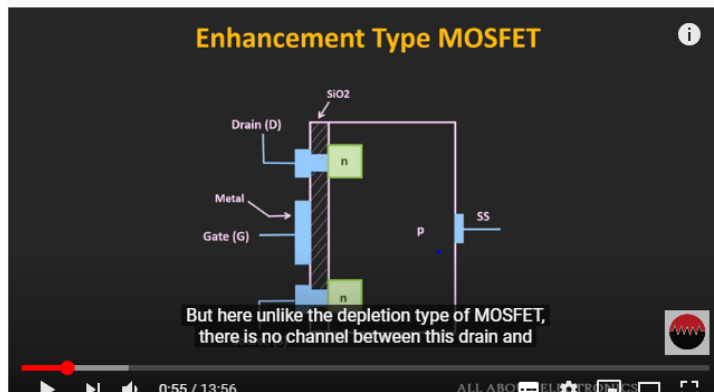 Enhancement Type MOSFET
SiO2
Drain (D)
n
Metal
Gate (G)
p
SS
n
But here unlike the depletion type of MOSFET,
there is no channel between this drain and
0:55 / 13:56